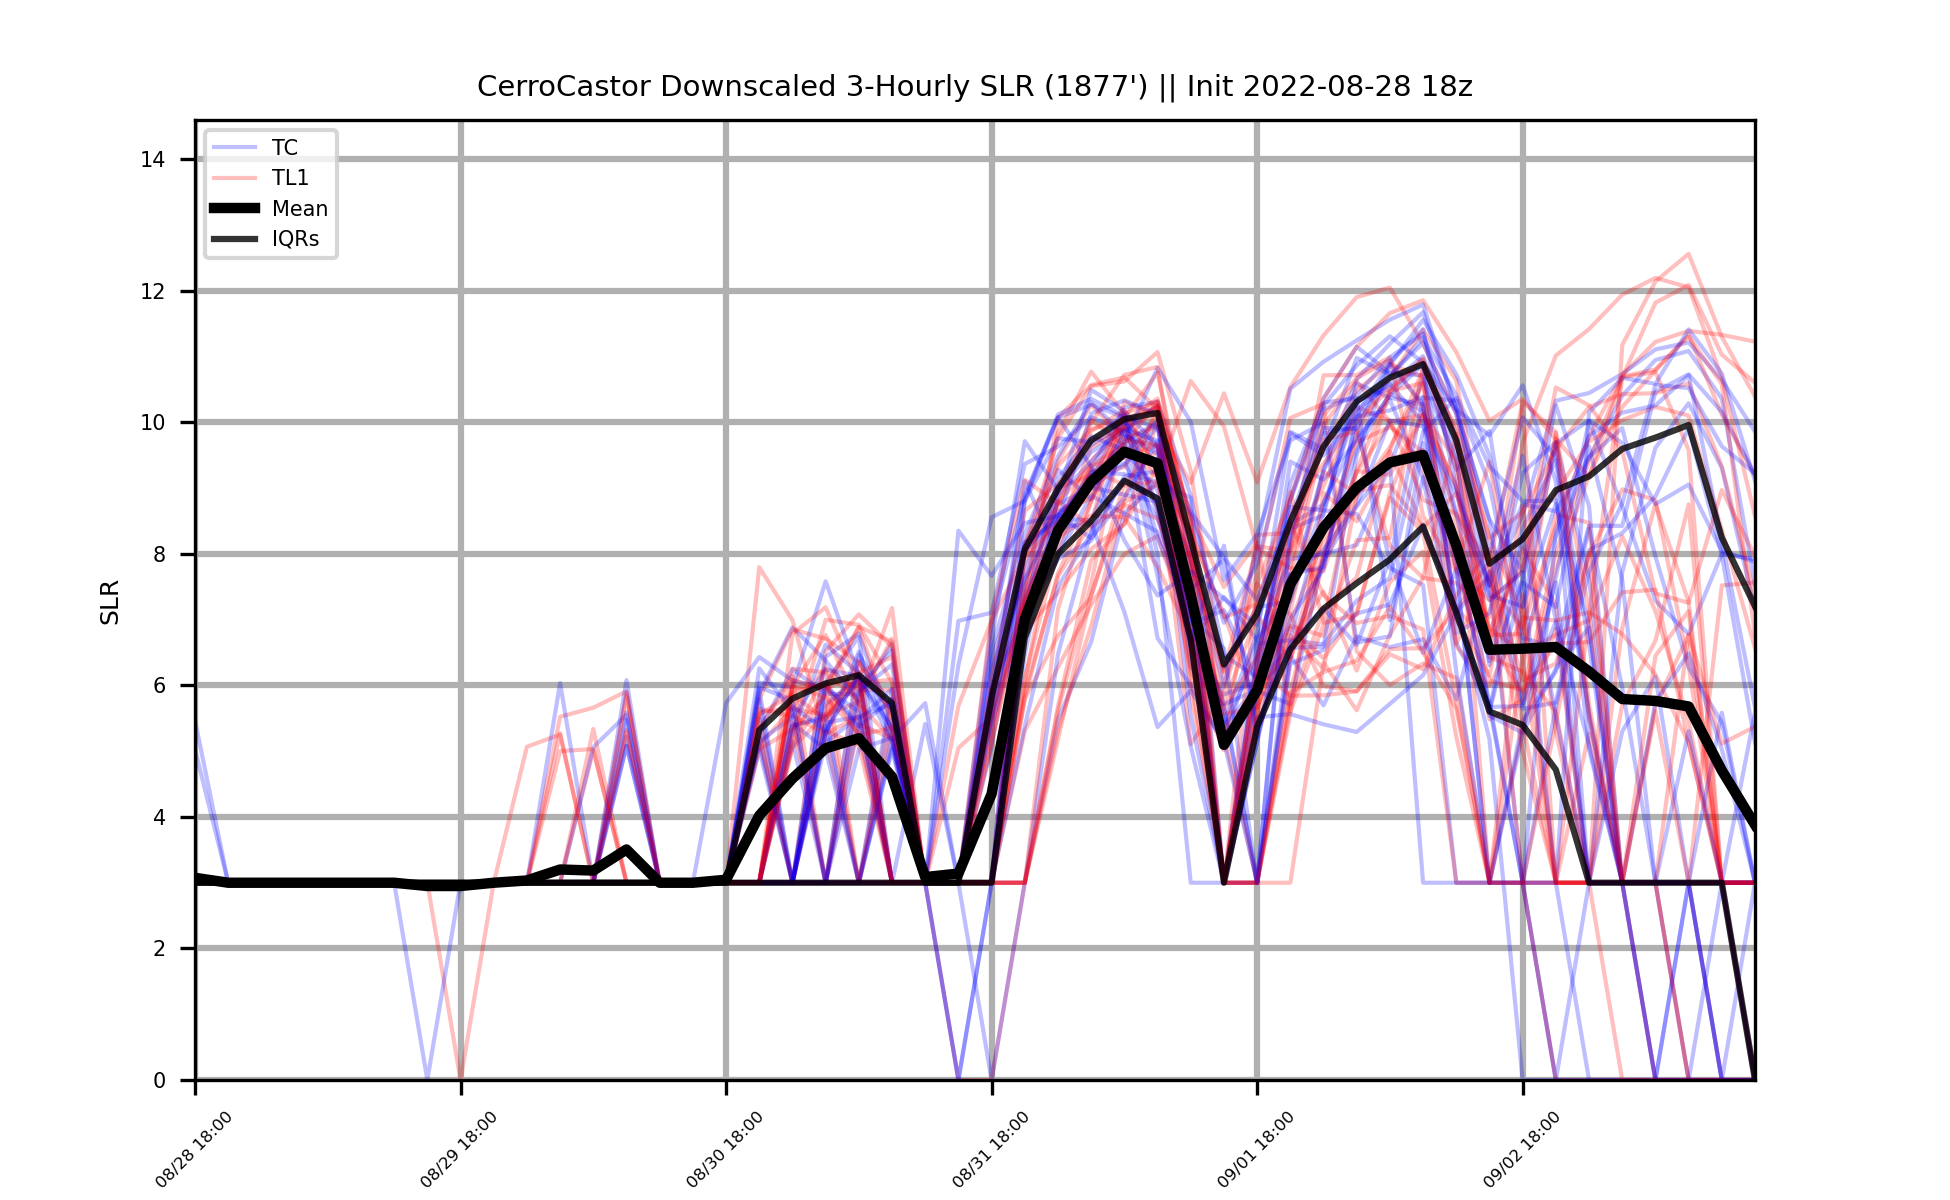 CerroCastor Downscaled 3-Hourly SLR (1877') || Init 2022-08-28 18z
TC
TL1
Mean
IQRs
14
12
10
8
6
4
2
0
SLR
08/28 18:00
08/29 18:00
08/30 18:00
08/31 18:00
09/01 18:00
09/02 18:00